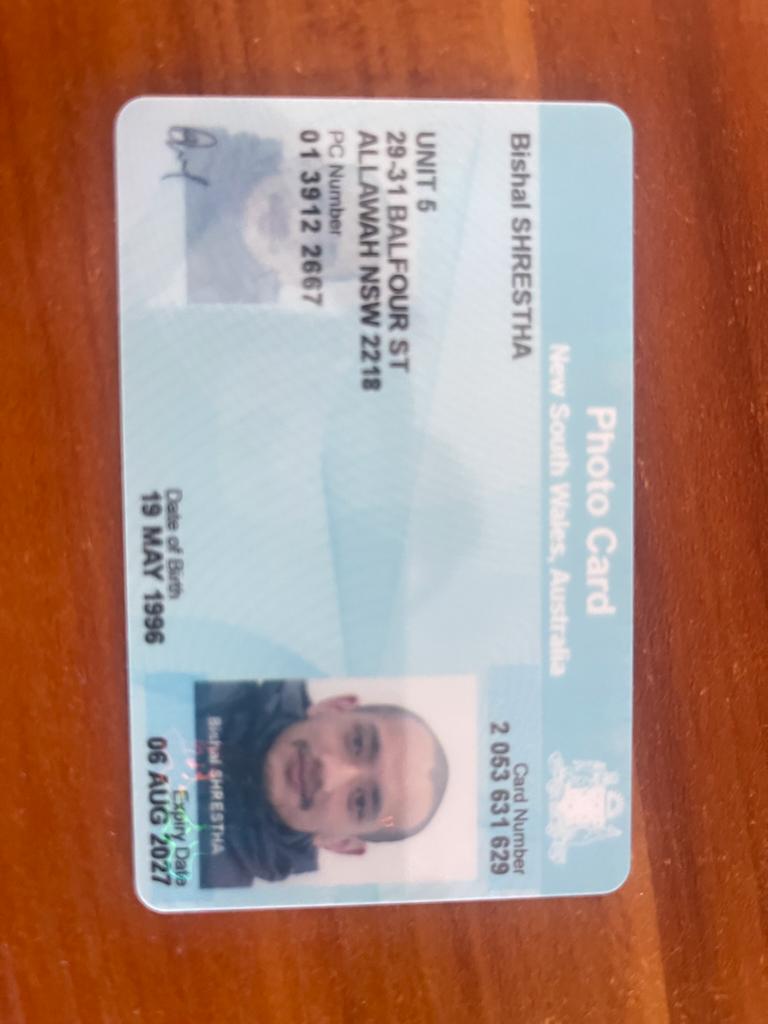 Photo Card
New South Wales, Australia
Bishal SHRESTHA
Card Number
2 053 631 629
UNIT 5
29-31 BALFOUR ST
ALLAWAH NSW 2218
PC Number
01 3912 2667
Bishal SHRESTHA
Date of Birth
19 MAY 1996
Expiry Date
06 AUG 2027